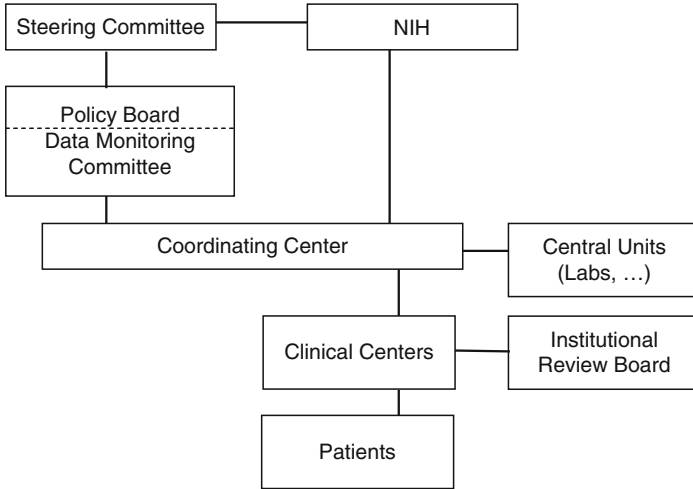 Steering Committee
NIH
Policy Board
Data Monitoring
Committee
Coordinating Center
Central Units
(Labs, …)
Clinical Centers
Institutional
Review Board
Patients